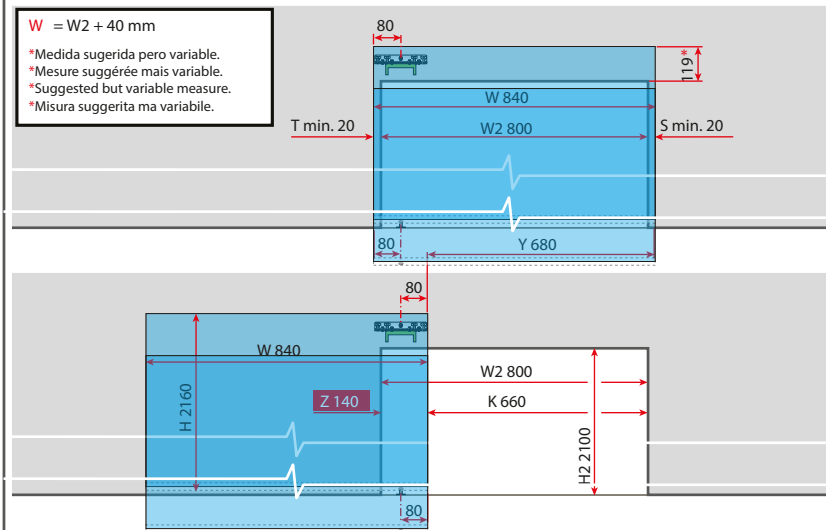 W = W2 + 40 mm
*Medida sugerida pero variable.
*Mesure suggérée mais variable.
*Suggested but variable measure.
*Misura suggerita ma variabile.
80
119*
W 840
T min. 20
W2 800
S min. 20
80
Y 680
80
W 840
W2 800
Z 140
K 660
H 2160
H2 2100
80